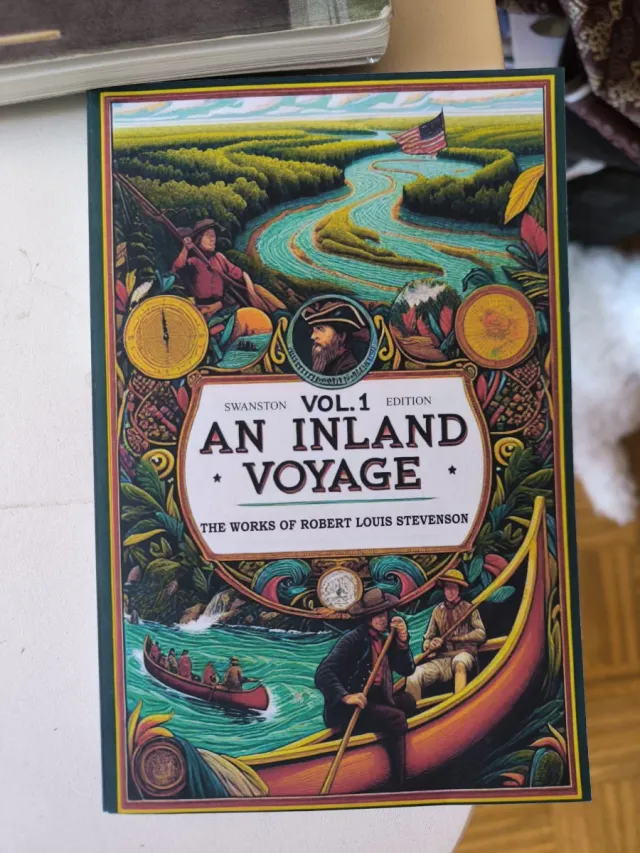 SWANSTON VOL.1 EDITION
AN INLAND
VOYAGE
THE WORKS OF ROBERT LOUIS STEVENSON